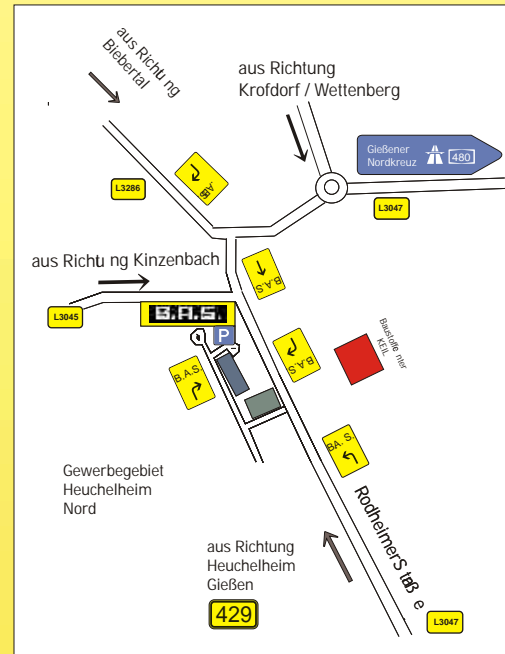 aus Richtung
Biebertal
aus Richtung
Krofdorf / Wettenberg
Gießener
Nordkreuz
480
L3286
B.A.S.
L3047
aus Richtung Kinzenbach
B.A.S
L3045
B.A.S.
P
B.A.S
Baustoffe
KEIL
B.A.S.
BA. S.
Gewerbegebiet
Heuchelheim
Nord
Rodheimer Straße
aus Richtung
Heuchelheim
Gießen
429
L3047